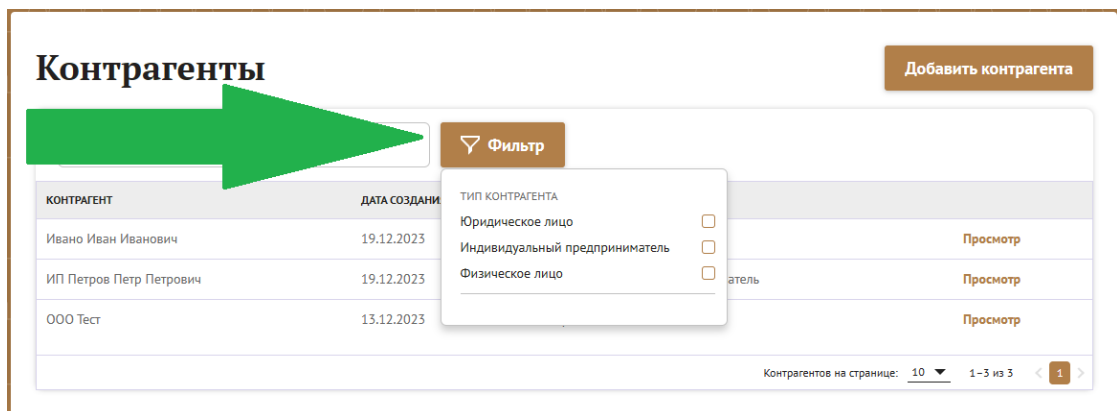 Контрагенты
Добавить контрагента
Фильтр
КОНТРАГЕНТ ДАТА СОЗДАНИ
ТИП КОНТРАГЕНТА
Юридическое лицо
Индивидуальный предприниматель
Физическое лицо
Ивано Иван Иванович 19.12.2023 Просмотр
ИП Петров Петр Петрович 19.12.2023 атель Просмотр
ООО Тест 13.12.2023 Просмотр
Контрагентов на странице: 10 1–3 из 3 < 1 >